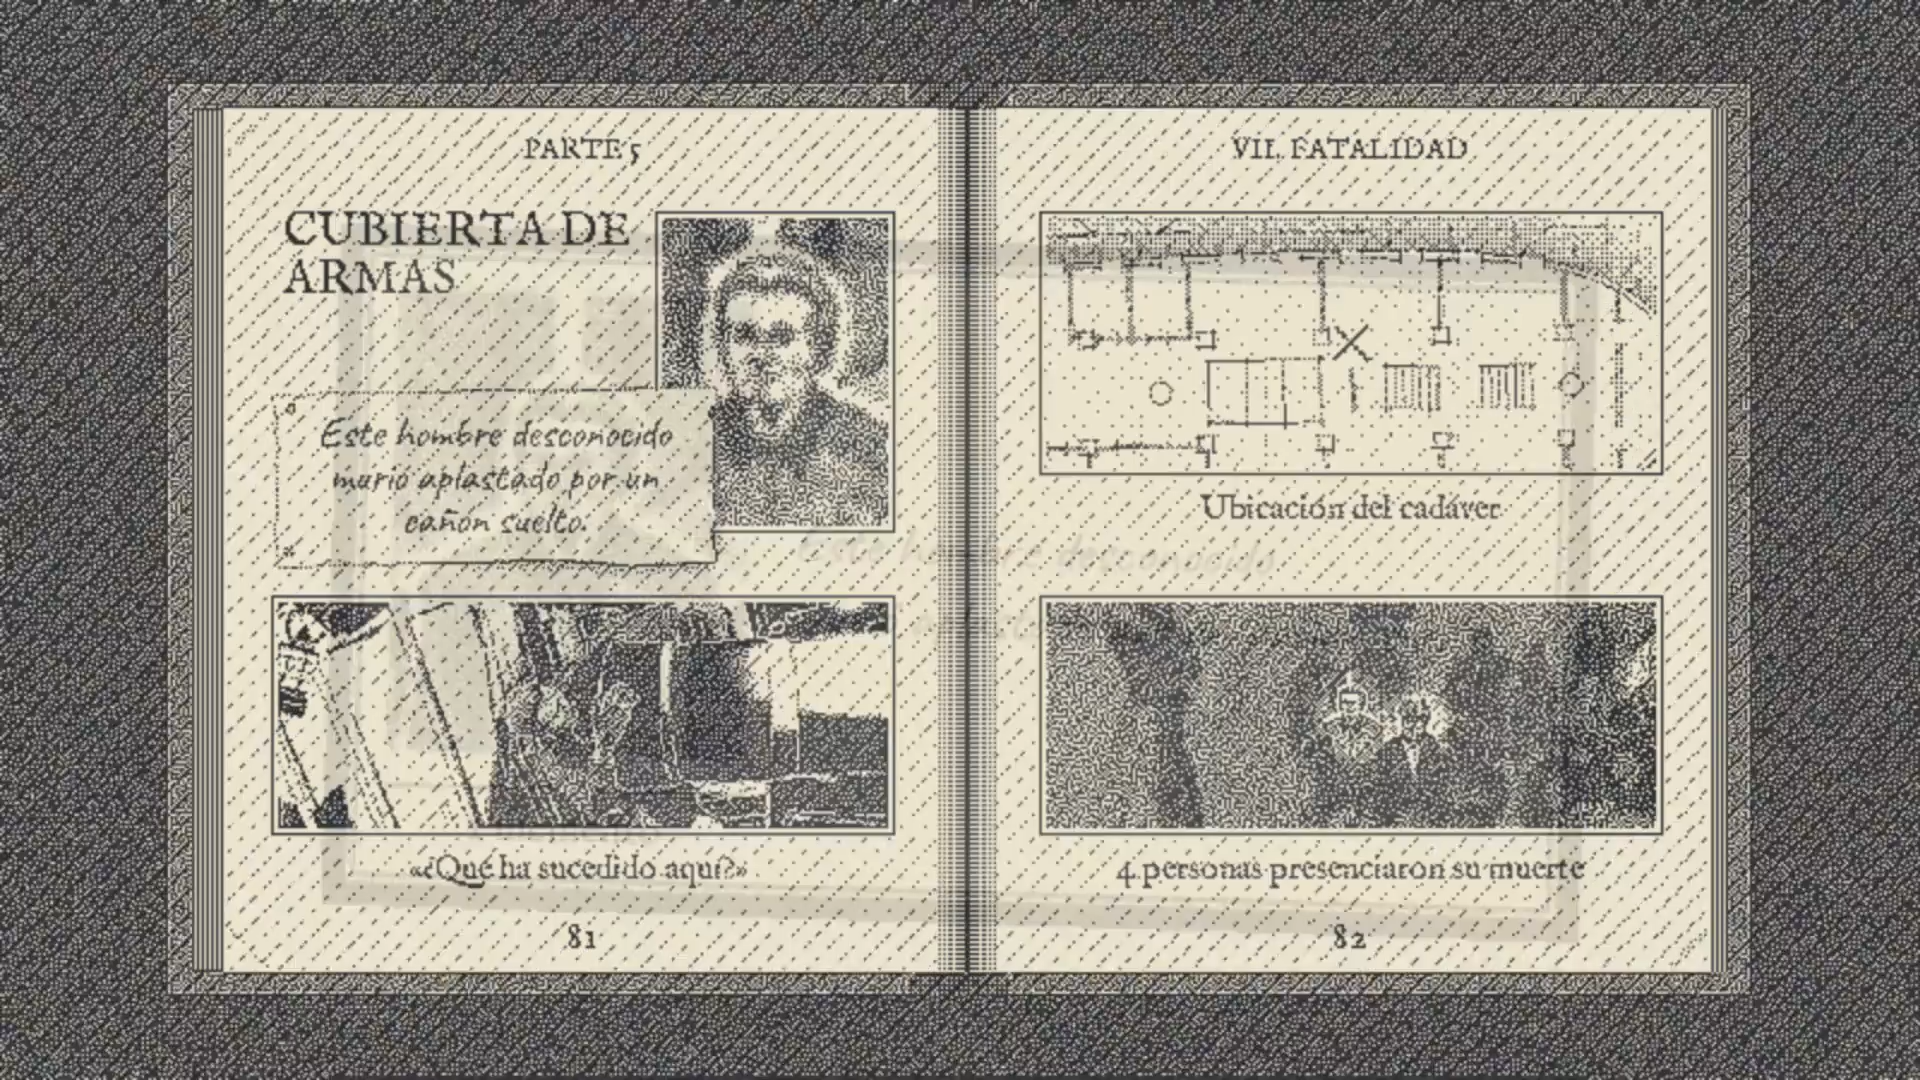 PARTE 5
CUBIERTA DE
ARMAS
Este hombre desconocido
murió aplastado por un
cañón suelto.
«¿Qué ha sucedido aquí?»
81
VII. FATALIDAD
Ubicación del cadáver
4 personas presenciaron su muerte
82